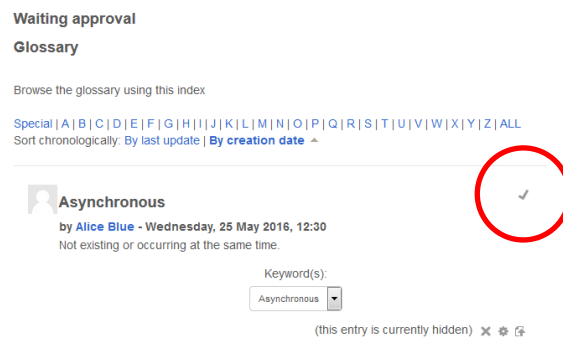 Waiting approval
Glossary
Browse the glossary using this index
Special | A | B | C | D | E | F | G | H | I | J | K | L | M | N | O | P | Q | R | S | T | U | V | W | X | Y | Z | ALL
Sort chronologically: By last update | By creation date
Asynchronous
by Alice Blue - Wednesday, 25 May 2016, 12:30
Not existing or occurring at the same time.
Keyword(s):
Asynchronous
(this entry is currently hidden)